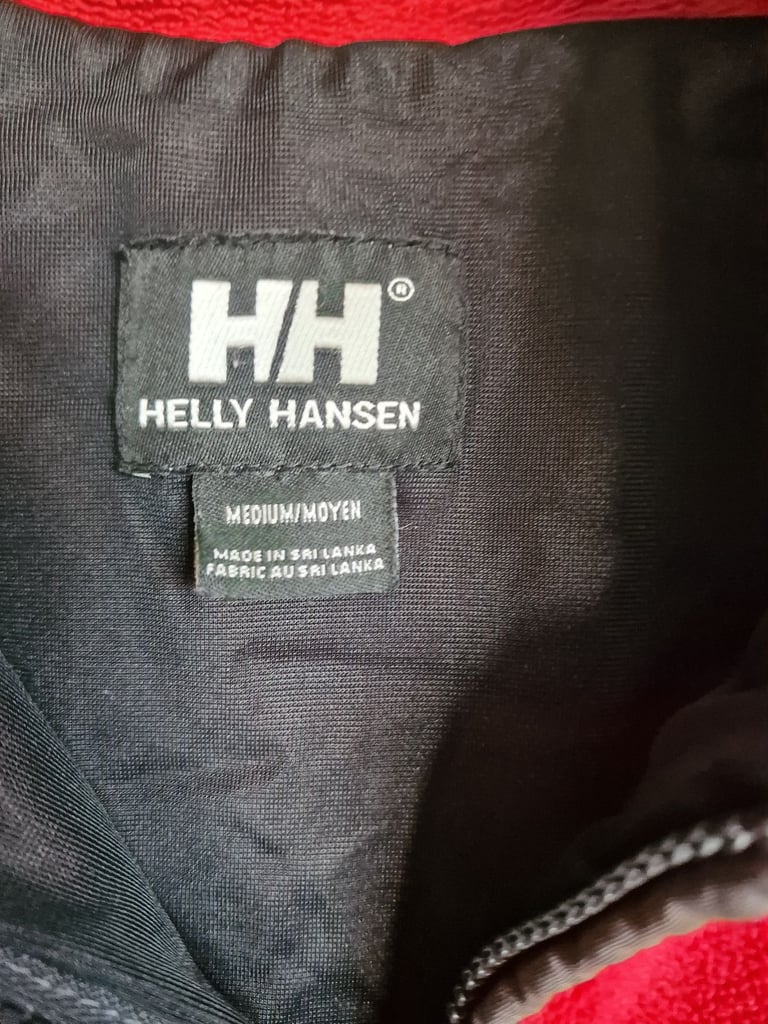 HH®
HELLY HANSEN
MEDIUM/MOYEN
MADE IN SRI LANKA
FABRIC AU SRI LANKA